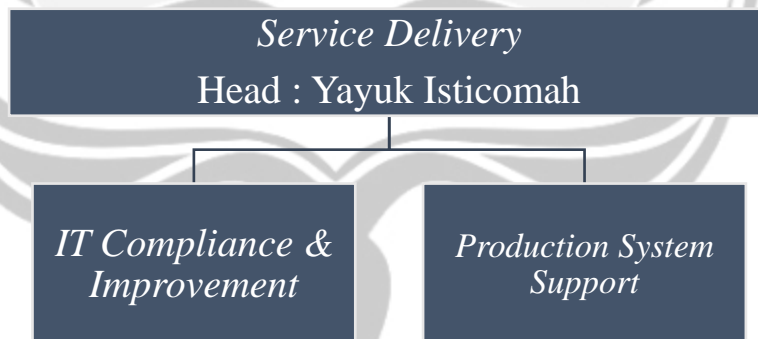 Service Delivery
Head : Yayuk Isticomah
IT Compliance &
Improvement
Production System
Support